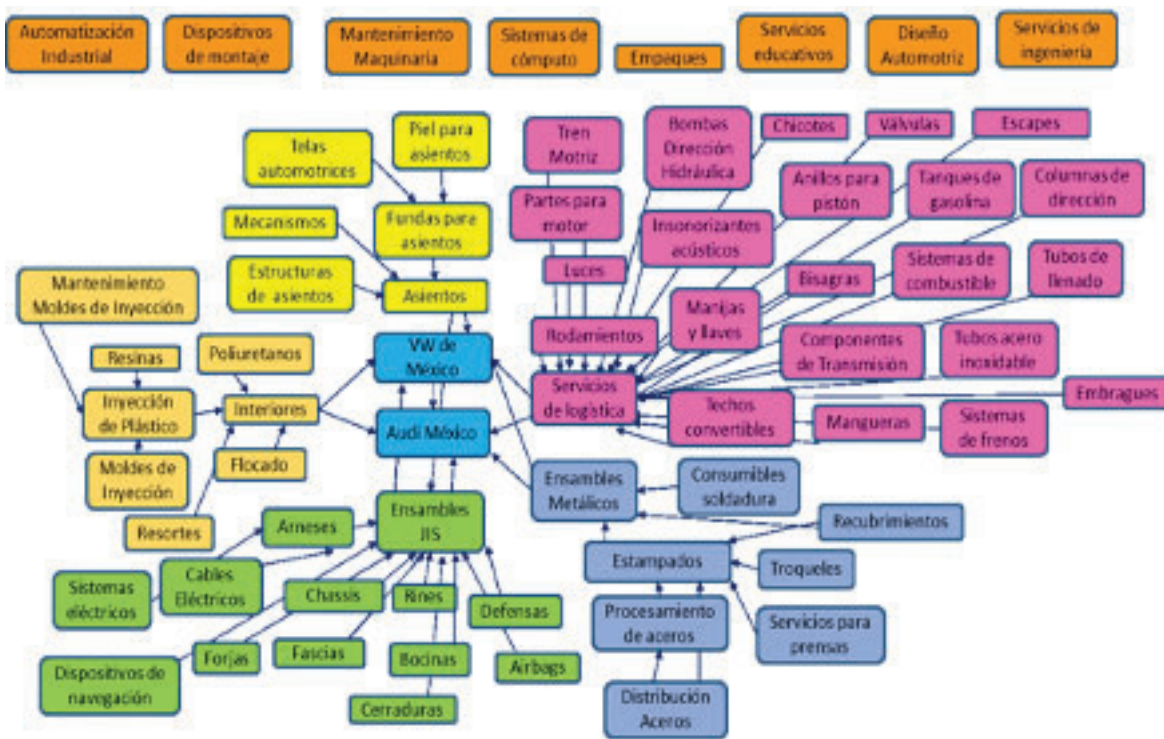 Automatización
Industrial
Dispositivos
de montaje
Mantenimiento
Maquinaria
Sistemas de
cómputo
Empaques
Servicios
educativos
Diseño
Automotriz
Servicios de
ingeniería
Telas
automotrices
Piel para
asientos
Mecanismos
Fundas para
asientos
Estructuras
de asientos
Asientos
Tren
Motriz
Bombas
Dirección
Hidráulica
Chicotes
Válvulas
Escapes
Partes para
motor
Insonorizantes
acústicos
Anillos para
pistón
Tanques de
gasolina
Columnas de
dirección
Luces
Bisagras
Sistemas de
combustible
Tubos de
llenado
Rodamientos
Manijas
y llaves
Componentes
de Transmisión
Tubos acero
inoxidable
Servicios
de logística
Techos
convertibles
Mangueras
Sistemas
de frenos
Embragues
Mantenimiento
Moldes de Inyección
Resinas
Poliuretanos
Inyección
de Plástico
Interiores
Moldes de
Inyección
Flocado
Resortes
VW de
México
Audi México
Ensambles
Metálicos
Consumibles
soldadura
Recubrimientos
Estampados
Troqueles
Procesamiento
de aceros
Servicios para
prensas
Distribución
Aceros
Ensambles
JIS
Arneses
Cables
Eléctricos
Sistemas
eléctricos
Chassis
Rines
Defensas
Dispositivos de
navegación
Forjas
Fascias
Bocinas
Airbags
Cerraduras